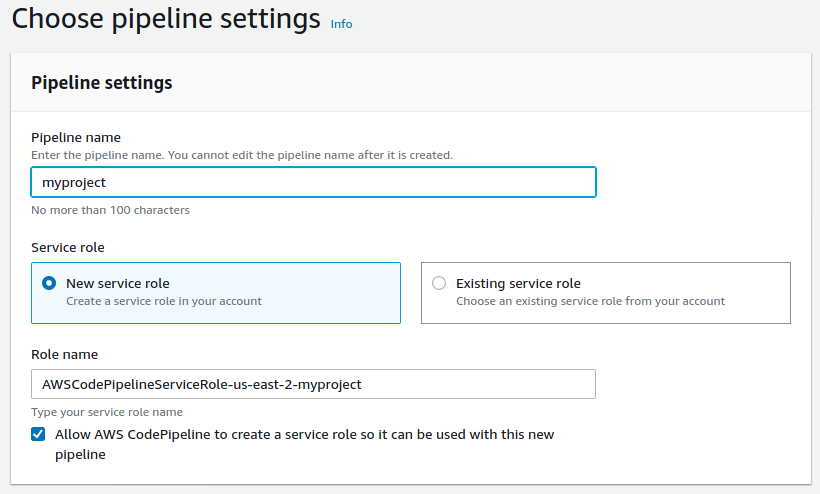 Choose pipeline settings Info
Pipeline settings
Pipeline name
Enter the pipeline name. You cannot edit the pipeline name after it is created.
myproject
No more than 100 characters
Service role
New service role
Create a service role in your account
Existing service role
Choose an existing service role from your account
Role name
AWSCodePipelineServiceRole-us-east-2-myproject
Type your service role name
Allow AWS CodePipeline to create a service role so it can be used with this new
pipeline